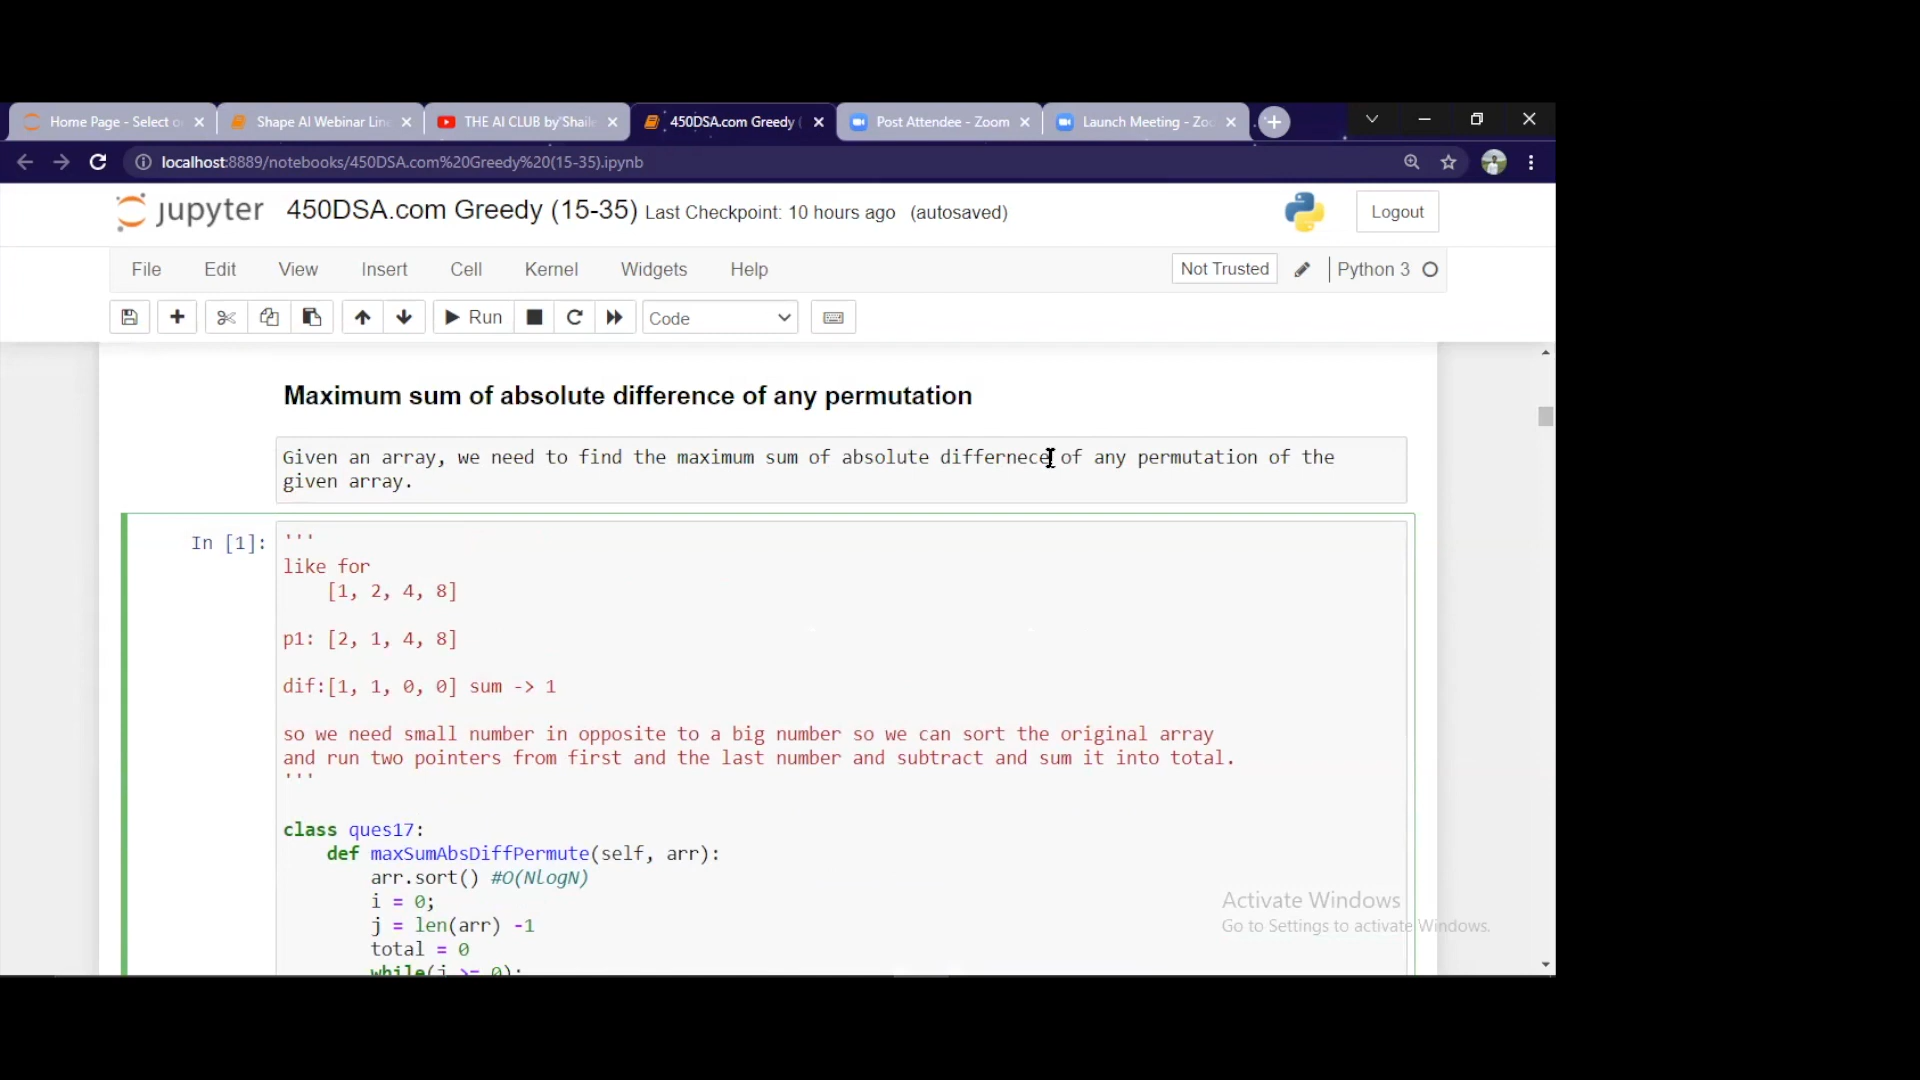 Home Page - Select o
Shape AI Webinar Lin
THE AI CLUB by Shaile
450DSA.com Greedy (
Post Attendee - Zoom
Launch Meeting - Zoo
localhost:8889/notebooks/450DSA.com%20Greedy%20(15-35).ipynb
jupyter 450DSA.com Greedy (15-35) Last Checkpoint: 10 hours ago (autosaved)
Logout
File Edit View Insert Cell Kernel Widgets Help
Not Trusted
Python 3
Run
Code
Maximum sum of absolute difference of any permutation
Given an array, we need to find the maximum sum of absolute differnece of any permutation of the
given array.
In [1]:
'''
like for
[1, 2, 4, 8]
p1: [2, 1, 4, 8]
dif:[1, 1, 0, 0] sum -> 1
so we need small number in opposite to a big number so we can sort the original array
and run two pointers from first and the last number and subtract and sum it into total.
'''
class ques17:
def maxSumAbsDiffPermute(self, arr):
arr.sort() #O(NlogN)
i = 0;
j = len(arr) -1
total = 0
while(j >= 0):
Activate Windows
Go to Settings to activate Windows.